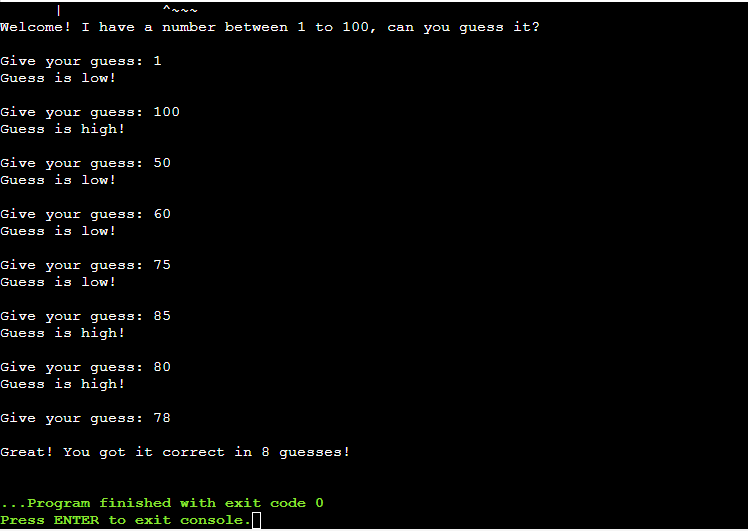 | ^~~~
Welcome! I have a number between 1 to 100, can you guess it?
Give your guess: 1
Guess is low!
Give your guess: 100
Guess is high!
Give your guess: 50
Guess is low!
Give your guess: 60
Guess is low!
Give your guess: 75
Guess is low!
Give your guess: 85
Guess is high!
Give your guess: 80
Guess is high!
Give your guess: 78
Great! You got it correct in 8 guesses!
...Program finished with exit code 0
Press ENTER to exit console.